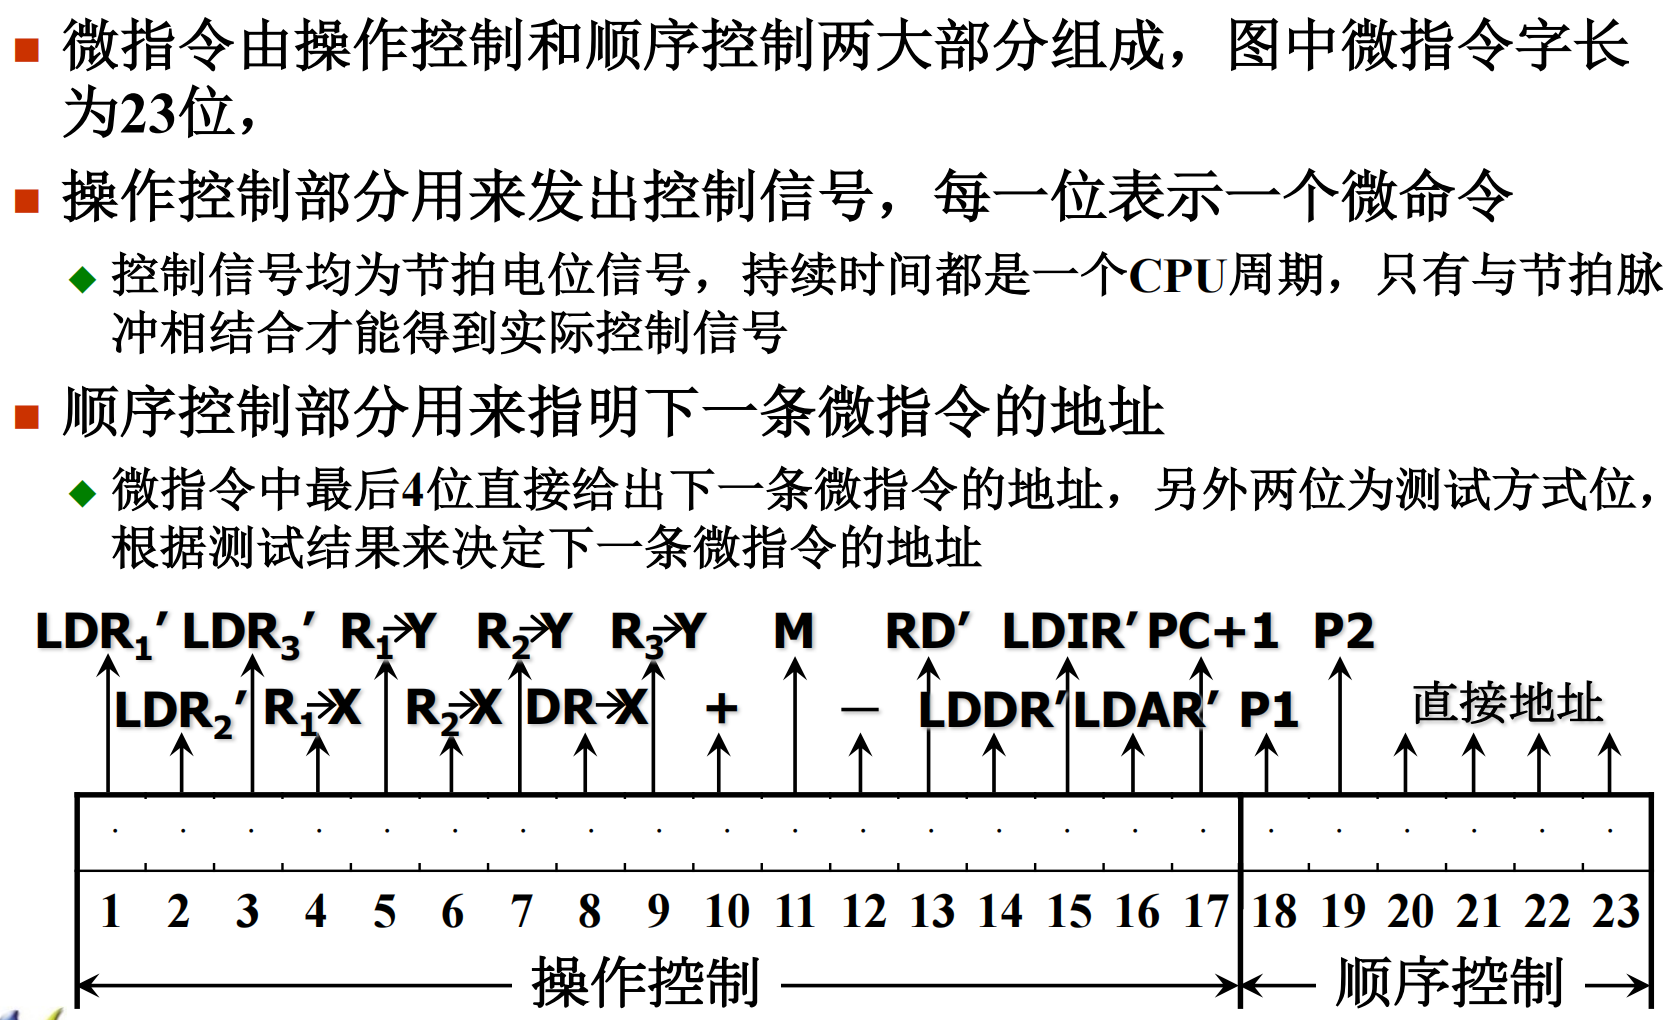 微指令由操作控制和顺序控制两大部分组成，图中微指令字长
为23位，
操作控制部分用来发出控制信号，每一位表示一个微命令
控制信号均为节拍电位信号，持续时间都是一个CPU周期，只有与节拍脉
冲相结合才能得到实际控制信号
顺序控制部分用来指明下一条微指令的地址
微指令中最后4位直接给出下一条微指令的地址，另外两位为测试方式位，
根据测试结果来决定下一条微指令的地址
LDR₁′ LDR₃′ R₁→Y R₂→Y R₃→Y M RD′ LDIR′ PC+1 P2
LDR₂′ R₁→X R₂→X DR→X + — LDDR′ LDAR′ P1 直接地址
1 2 3 4 5 6 7 8 9 10 11 12 13 14 15 16 17 18 19 20 21 22 23
操作控制 顺序控制